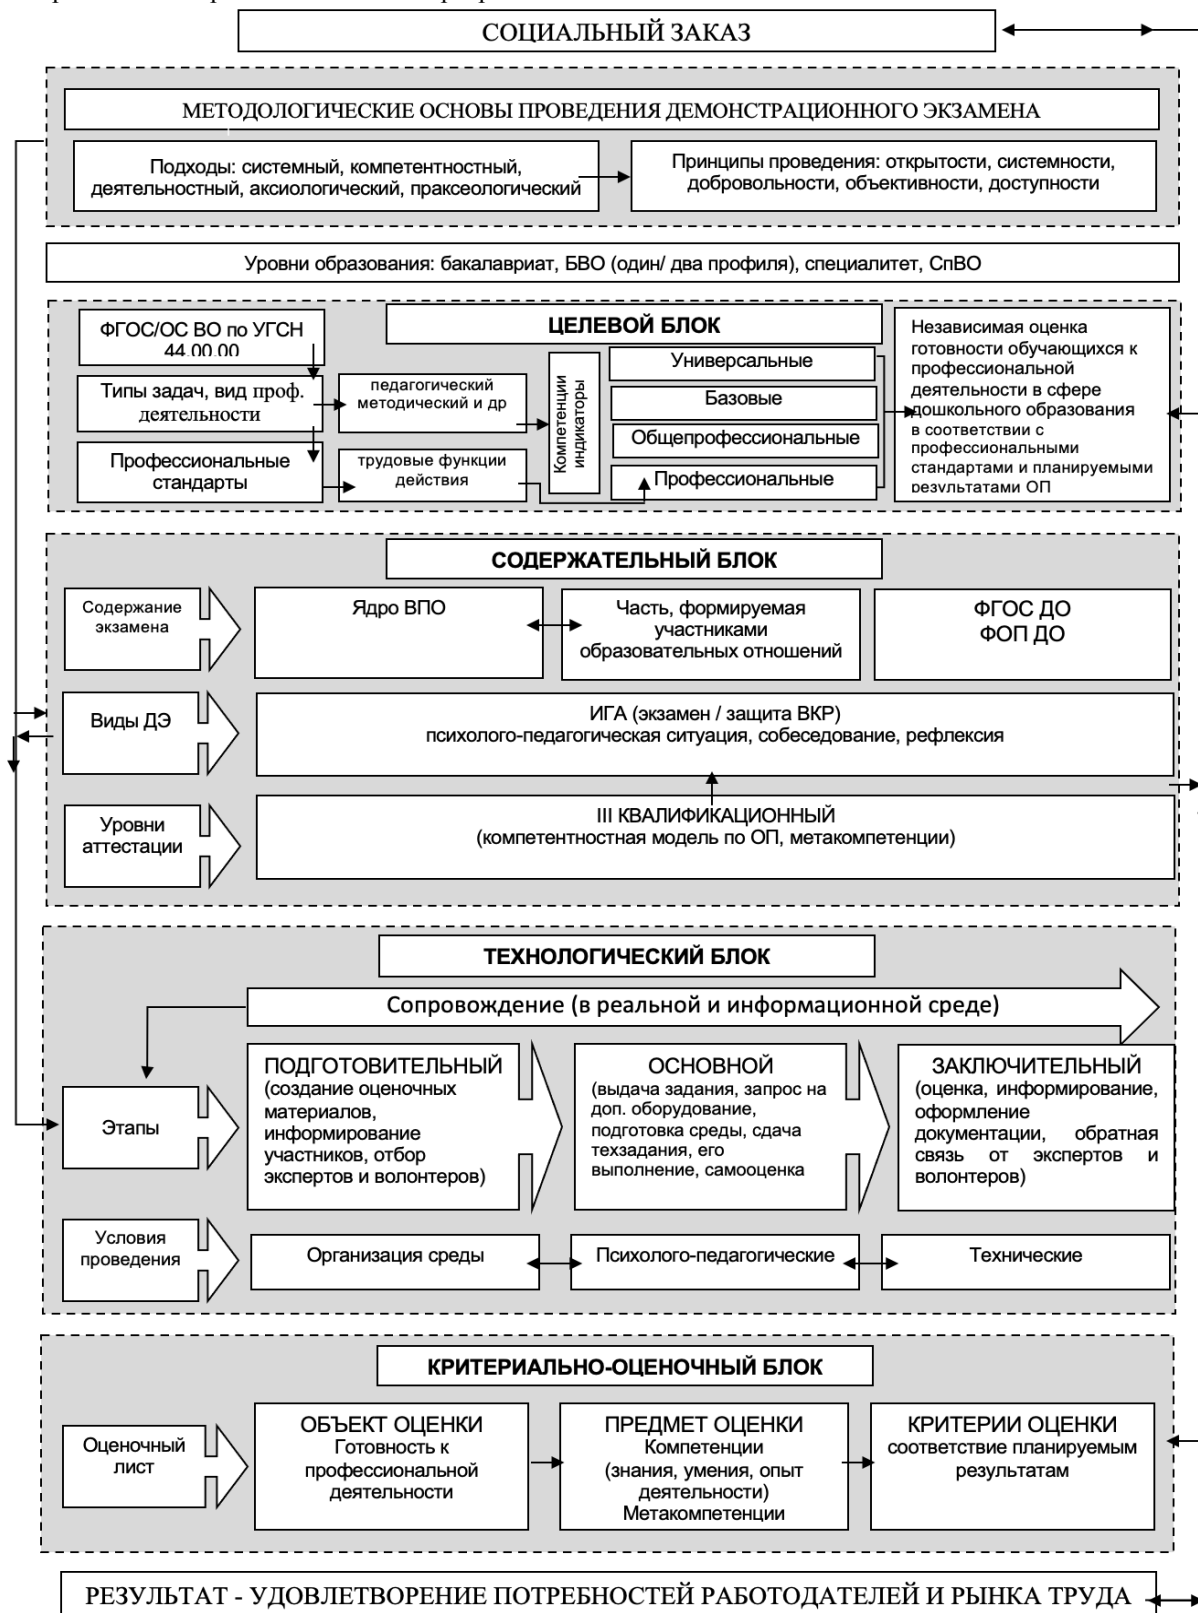 СОЦИАЛЬНЫЙ ЗАКАЗ
МЕТОДОЛОГИЧЕСКИЕ ОСНОВЫ ПРОВЕДЕНИЯ ДЕМОНСТРАЦИОННОГО ЭКЗАМЕНА
Подходы: системный, компетентностный,
деятельностный, аксиологический, праксеологический
Принципы проведения: открытости, системности,
добровольности, объективности, доступности
Уровни образования: бакалавриат, БВО (один/ два профиля), специалитет, СпВО
ЦЕЛЕВОЙ БЛОК
ФГОС/ОС ВО по УГСН
44.00.00
Типы задач, вид проф.
деятельности
Профессиональные
стандарты
педагогический
методический и др
трудовые функции
действия
Компетенции
индикаторы
Универсальные
Базовые
Общепрофессиональные
Профессиональные
Независимая оценка
готовности обучающихся к
профессиональной
деятельности в сфере
дошкольного образования
в соответствии с
профессиональными
стандартами и планируемыми
результатами ОП
СОДЕРЖАТЕЛЬНЫЙ БЛОК
Содержание
экзамена
Ядро ВПО
Часть, формируемая
участниками
образовательных отношений
ФГОС ДО
ФОП ДО
Виды ДЭ
ИГА (экзамен / защита ВКР)
психолого-педагогическая ситуация, собеседование, рефлексия
Уровни
аттестации
III КВАЛИФИКАЦИОННЫЙ
(компетентностная модель по ОП, метакомпетенции)
ТЕХНОЛОГИЧЕСКИЙ БЛОК
Сопровождение (в реальной и информационной среде)
Этапы
ПОДГОТОВИТЕЛЬНЫЙ
(создание оценочных
материалов,
информирование
участников, отбор
экспертов и волонтеров)
ОСНОВНОЙ
(выдача задания, запрос на
доп. оборудование,
подготовка среды, сдача
техзадания, его
выполнение, самооценка
ЗАКЛЮЧИТЕЛЬНЫЙ
(оценка, информирование,
оформление
документации, обратная
связь от экспертов и
волонтеров)
Условия
проведения
Организация среды
Психолого-педагогические
Технические
КРИТЕРИАЛЬНО-ОЦЕНОЧНЫЙ БЛОК
Оценочный
лист
ОБЪЕКТ ОЦЕНКИ
Готовность к
профессиональной
деятельности
ПРЕДМЕТ ОЦЕНКИ
Компетенции
(знания, умения, опыт
деятельности)
Метакомпетенции
КРИТЕРИИ ОЦЕНКИ
соответствие планируемым
результатам
РЕЗУЛЬТАТ - УДОВЛЕТВОРЕНИЕ ПОТРЕБНОСТЕЙ РАБОТОДАТЕЛЕЙ И РЫНКА ТРУДА